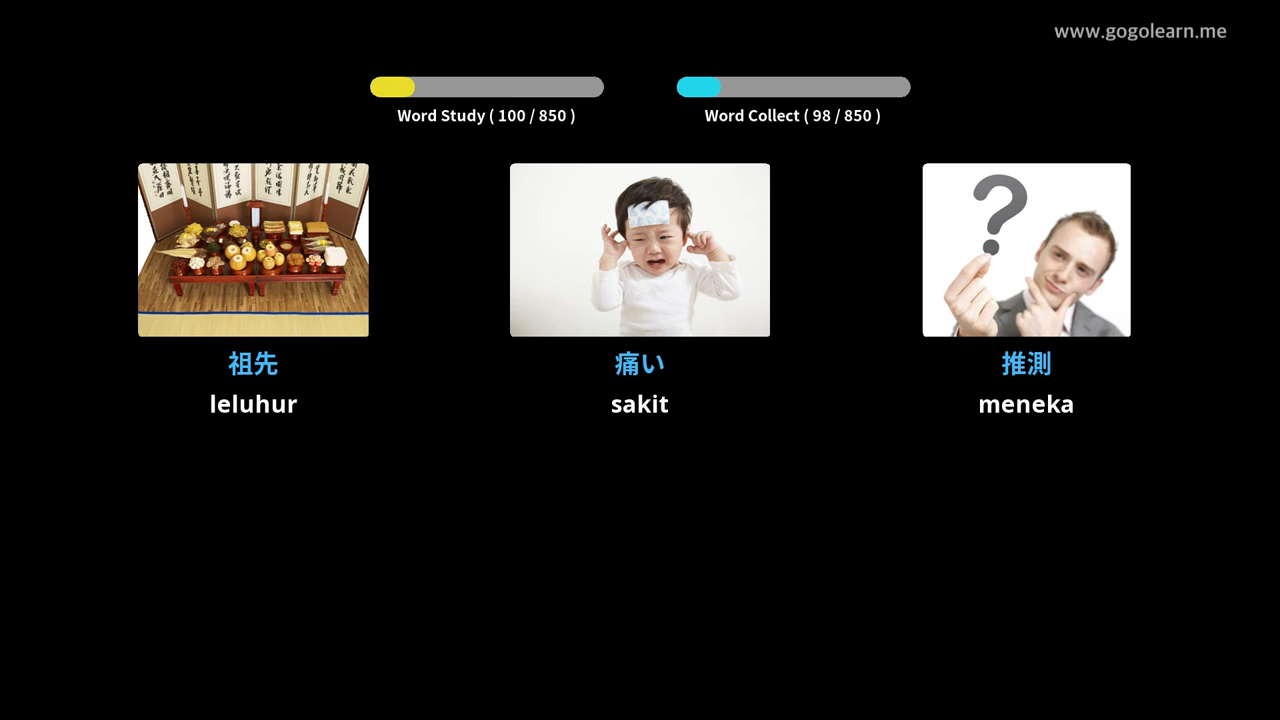 www.gogolearn.me
Word Study ( 100 / 850 )
Word Collect ( 98 / 850 )
祖先
痛い
推測
leluhur
sakit
meneka